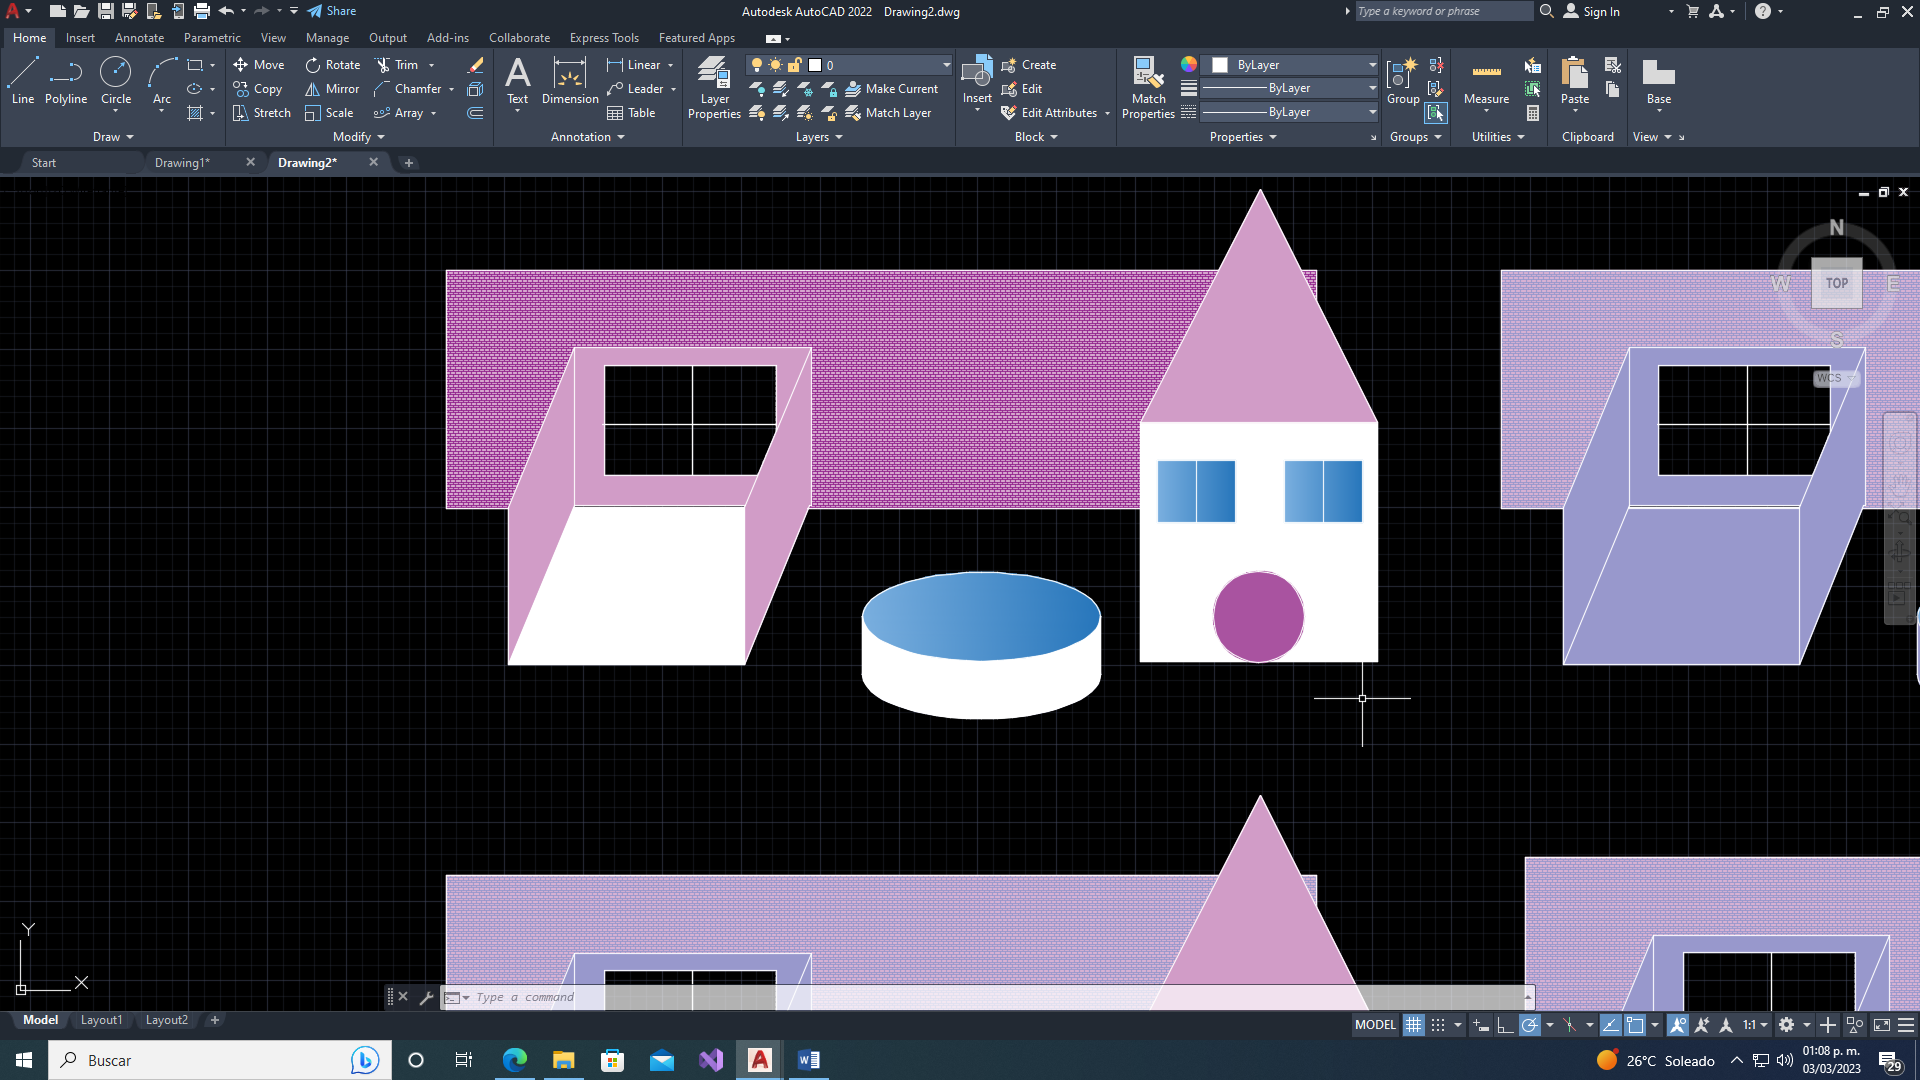 Share
Autodesk AutoCAD 2022 Drawing2.dwg
Type a keyword or phrase
Sign In
Home Insert Annotate Parametric View Manage Output Add-ins Collaborate Express Tools Featured Apps
Line
Polyline
Circle
Arc
Move
Copy
Stretch
Rotate
Mirror
Scale
Trim
Chamfer
Array
Text
Dimension
Linear
Leader
Table
Layer
Properties
0
Make Current
Match Layer
Insert
Create
Edit
Edit Attributes
Match
Properties
ByLayer
ByLayer
ByLayer
Group
Measure
Paste
Base
Draw
Modify
Annotation
Layers
Block
Properties
Groups
Utilities
Clipboard
View
Start
Drawing1*
Drawing2*
N
W
TOP
E
S
WCS
Y
X
Type a command
Model
Layout1
Layout2
MODEL
1:1
Buscar
26°C Soleado
01:08 p. m.
03/03/2023
29